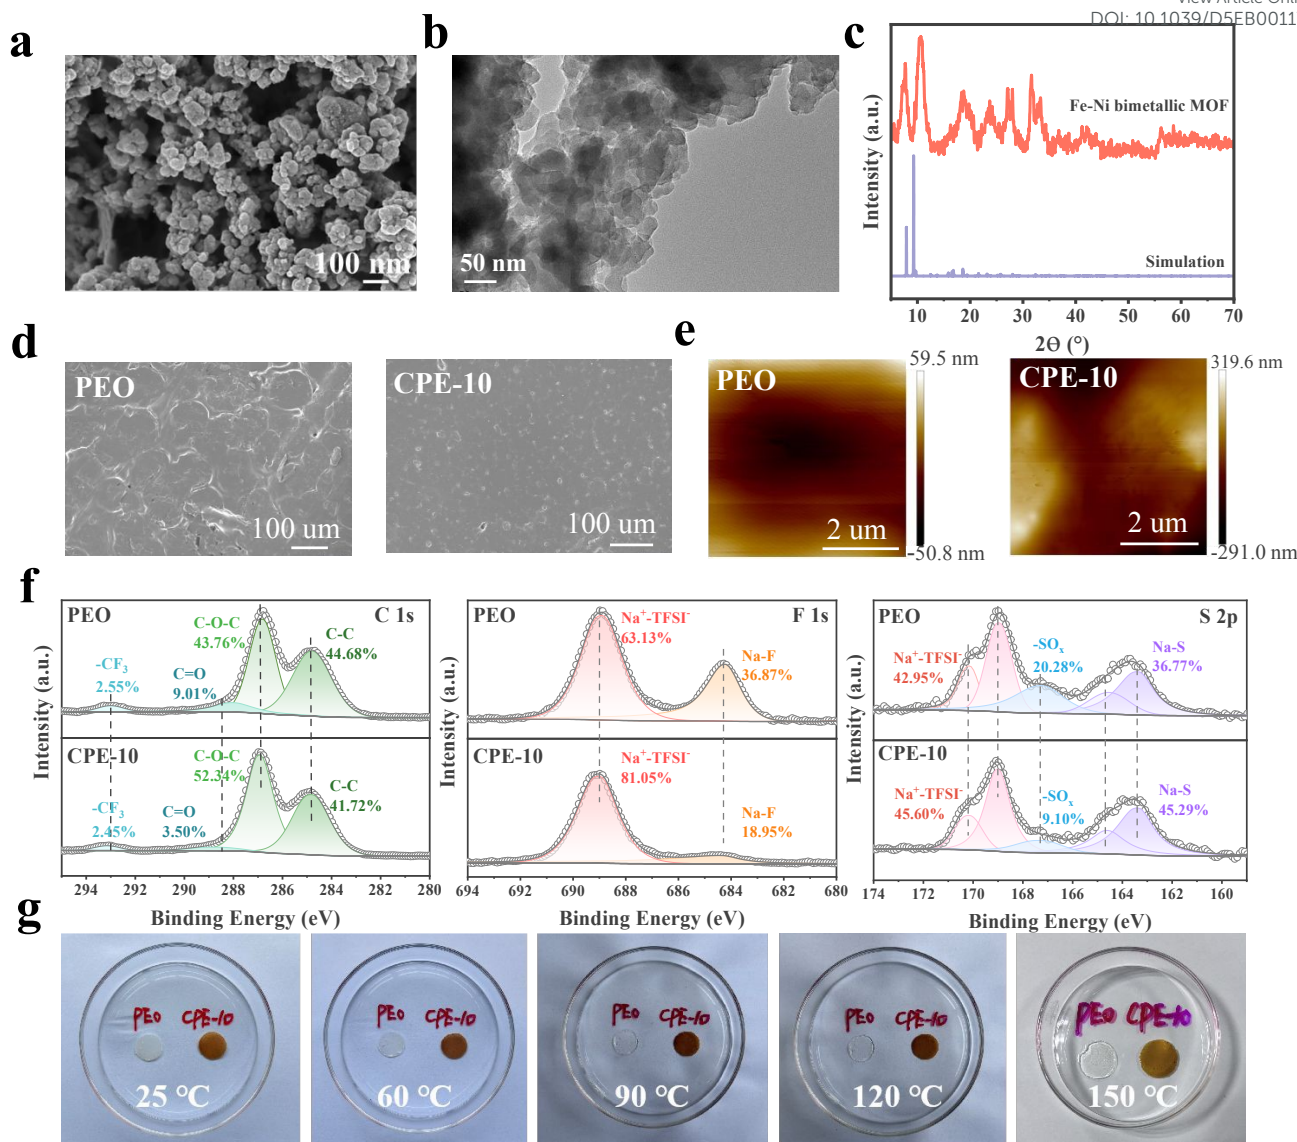 View Article Onli
DOI: 10.1039/D5EB0011
a
100 nm
b
50 nm
c
Intensity (a.u.)
Fe-Ni bimetallic MOF
Simulation
10 20 30 40 50 60 70
2Θ (°)
d
PEO
100 um
CPE-10
100 um
e
PEO
2 um
59.5 nm
-50.8 nm
CPE-10
2 um
319.6 nm
-291.0 nm
f
Intensity (a.u.)
PEO
C 1s
-CF₃
2.55%
C=O
9.01%
C-O-C
43.76%
C-C
44.68%
CPE-10
-CF₃
2.45%
C=O
3.50%
C-O-C
52.34%
C-C
41.72%
294 292 290 288 286 284 282 280
Binding Energy (eV)
Intensity (a.u.)
PEO
F 1s
Na⁺-TFSI⁻
63.13%
Na-F
36.87%
CPE-10
Na⁺-TFSI⁻
81.05%
Na-F
18.95%
694 692 690 688 686 684 682 680
Binding Energy (eV)
Intensity (a.u.)
PEO
S 2p
Na⁺-TFSI⁻
42.95%
-SOₓ
20.28%
Na-S
36.77%
CPE-10
Na⁺-TFSI⁻
45.60%
-SOₓ
9.10%
Na-S
45.29%
174 172 170 168 166 164 162 160
Binding Energy (eV)
g
PEO CPE-10
25 ℃
PEO CPE-10
60 ℃
PEO CPE-10
90 ℃
PEO CPE-10
120 ℃
PEO CPE-10
150 ℃